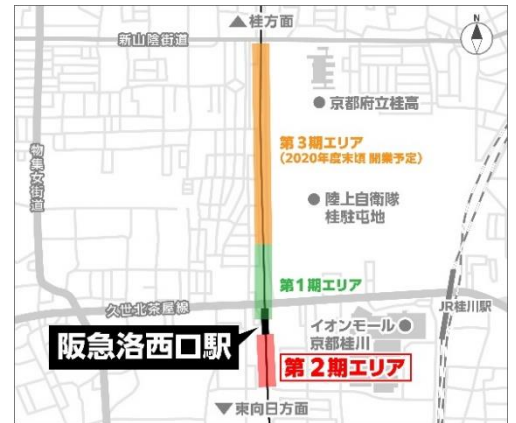 ▲桂方面
N
新山陰街道
● 京都府立桂高
物集女街道
第3期エリア
（2020年度末頃 開業予定）
● 陸上自衛隊
桂駐屯地
第1期エリア
久世北茶屋線
JR桂川駅
阪急洛西口駅
イオンモール ●
京都桂川
第2期エリア
▼東向日方面